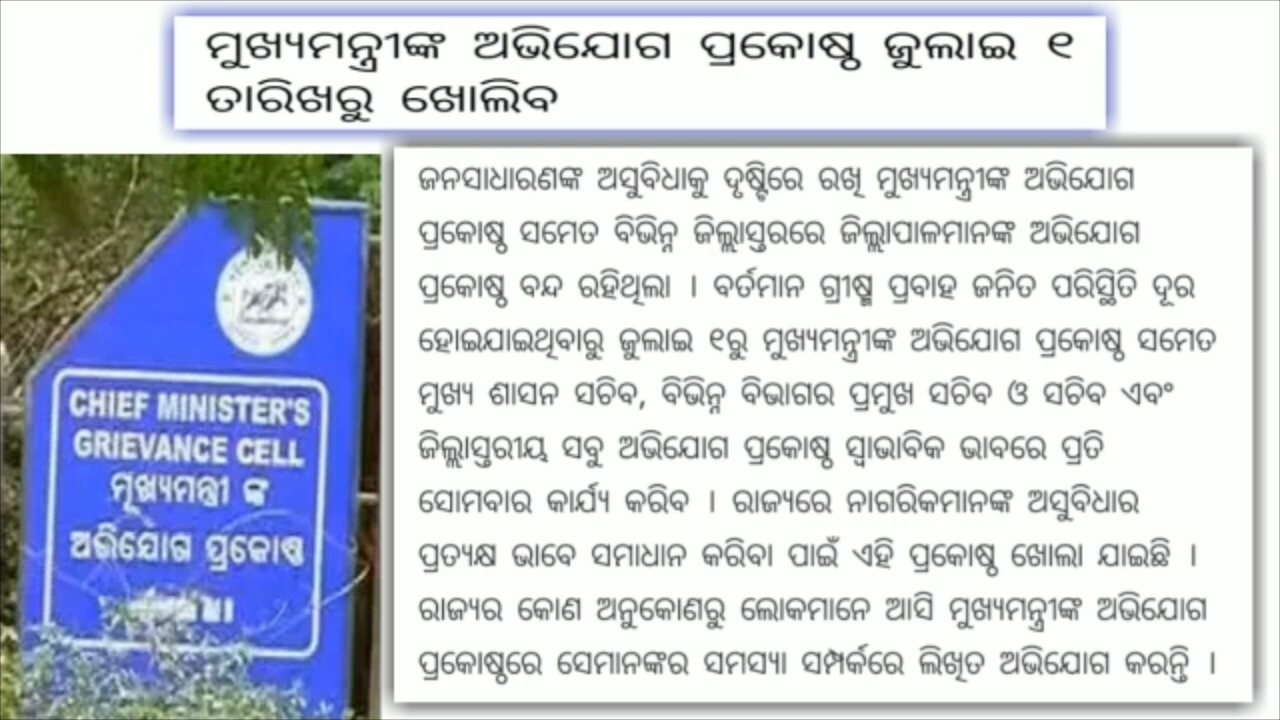 ମୁଖ୍ୟମନ୍ତ୍ରୀଙ୍କ ଅଭିଯୋଗ ପ୍ରକୋଷ୍ଠ ଜୁଲାଇ ୧
ତାରିଖରୁ ଖୋଲିବ
ଜନସାଧାରଣଙ୍କ ଅସୁବିଧାକୁ ଦୃଷ୍ଟିରେ ରଖି ମୁଖ୍ୟମନ୍ତ୍ରୀଙ୍କ ଅଭିଯୋଗ
ପ୍ରକୋଷ୍ଠ ସମେତ ବିଭିନ୍ନ ଜିଲ୍ଲାସ୍ତରରେ ଜିଲ୍ଲାପାଳମାନଙ୍କ ଅଭିଯୋଗ
ପ୍ରକୋଷ୍ଠ ବନ୍ଦ ରହିଥିଲା । ବର୍ତମାନ ଗ୍ରୀଷ୍ମ ପ୍ରବାହ ଜନିତ ପରିସ୍ଥିତି ଦୂର
ହୋଇଯାଇଥିବାରୁ ଜୁଲାଇ ୧ରୁ ମୁଖ୍ୟମନ୍ତ୍ରୀଙ୍କ ଅଭିଯୋଗ ପ୍ରକୋଷ୍ଠ ସମେତ
ମୁଖ୍ୟ ଶାସନ ସଚିବ, ବିଭିନ୍ନ ବିଭାଗର ପ୍ରମୁଖ ସଚିବ ଓ ସଚିବ ଏବଂ
ଜିଲ୍ଲାସ୍ତରୀୟ ସବୁ ଅଭିଯୋଗ ପ୍ରକୋଷ୍ଠ ସ୍ୱାଭାବିକ ଭାବରେ ପ୍ରତି
ସୋମବାର କାର୍ଯ୍ୟ କରିବ । ରାଜ୍ୟରେ ନାଗରିକମାନଙ୍କ ଅସୁବିଧାର
ପ୍ରତ୍ୟକ୍ଷ ଭାବେ ସମାଧାନ କରିବା ପାଇଁ ଏହି ପ୍ରକୋଷ୍ଠ ଖୋଲା ଯାଇଛି ।
ରାଜ୍ୟର କୋଣ ଅନୁକୋଣରୁ ଲୋକମାନେ ଆସି ମୁଖ୍ୟମନ୍ତ୍ରୀଙ୍କ ଅଭିଯୋଗ
ପ୍ରକୋଷ୍ଠରେ ସେମାନଙ୍କର ସମସ୍ୟା ସମ୍ପର୍କରେ ଲିଖିତ ଅଭିଯୋଗ କରନ୍ତି ।
CHIEF MINISTER'S
GRIEVANCE CELL
ମୂଖ୍ୟମନ୍ତ୍ରୀ ଙ୍କ
ଅଭିଯୋଗ ପ୍ରକୋଷ୍ଠ